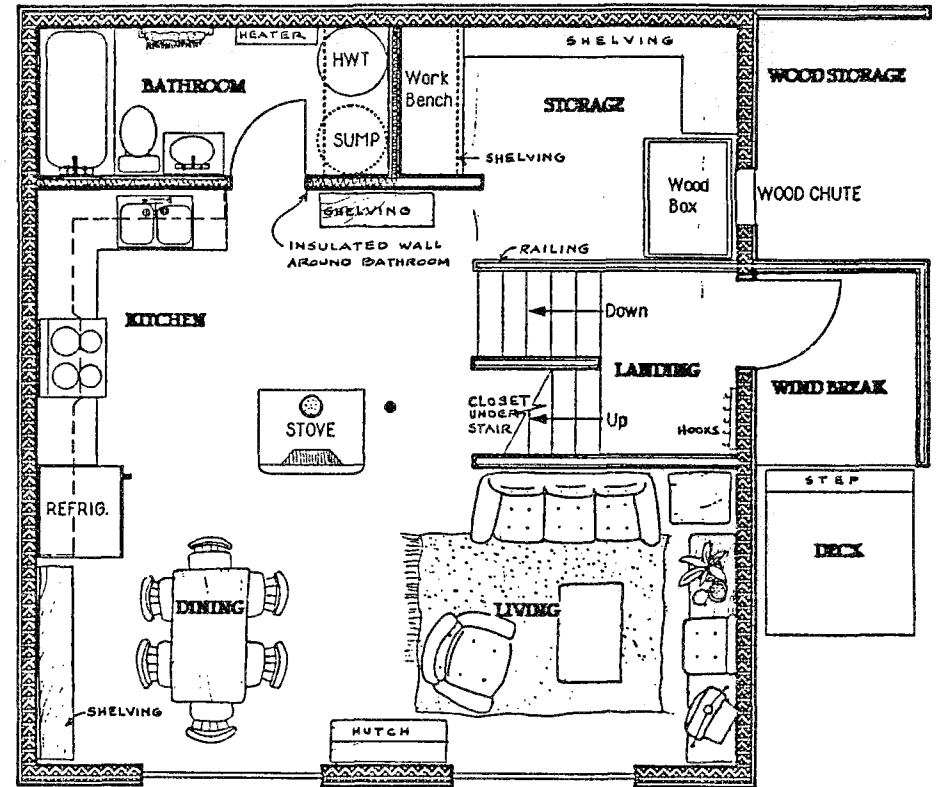 HEATER
SHELVING
HWT
BATHROOM
Work
Bench
STORAGE
WOOD STORAGE
SUMP
SHELVING
Wood
Box
WOOD CHUTE
SHELVING
INSULATED WALL
AROUND BATHROOM
RAILING
KITCHEN
Down
LANDING
WIND BREAK
CLOSET
UNDER
STAIR
Up
HOOKS
STOVE
REFRIG.
STEP
DECK
DINING
LIVING
SHELVING
HUTCH